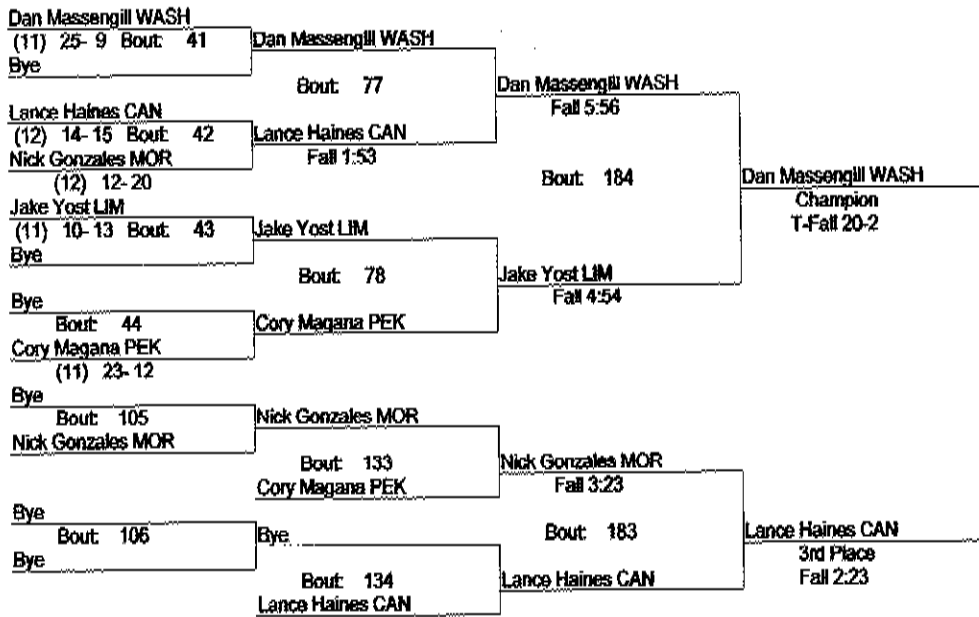 Dan Massengill WASH
(11) 25- 9 Bout: 41
Bye
Dan Massengill WASH
Bout: 77
Lance Haines CAN
(12) 14- 15 Bout: 42
Nick Gonzales MOR
(12) 12- 20
Lance Haines CAN
Fall 1:53
Dan Massengill WASH
Fall 5:56
Bout: 184
Jake Yost LIM
(11) 10- 13 Bout: 43
Bye
Jake Yost LIM
Bout: 78
Bye
Bout: 44
Cory Magana PEK
(11) 23- 12
Cory Magana PEK
Jake Yost LIM
Fall 4:54
Dan Massengill WASH
Champion
T-Fall 20-2
Bye
Bout: 105
Nick Gonzales MOR
Nick Gonzales MOR
Bout: 133
Cory Magana PEK
Nick Gonzales MOR
Fall 3:23
Bout: 183
Bye
Bout: 106
Bye
Bye
Bout: 134
Lance Haines CAN
Lance Haines CAN
Lance Haines CAN
3rd Place
Fall 2:23